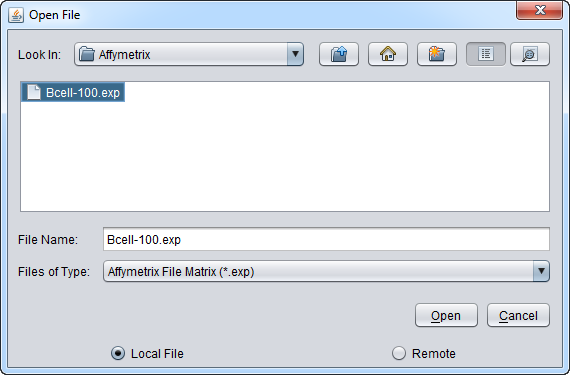 Open File
Look In: Affymetrix
Bcell-100.exp
File Name: Bcell-100.exp
Files of Type: Affymetrix File Matrix (*.exp)
Open Cancel
Local File Remote